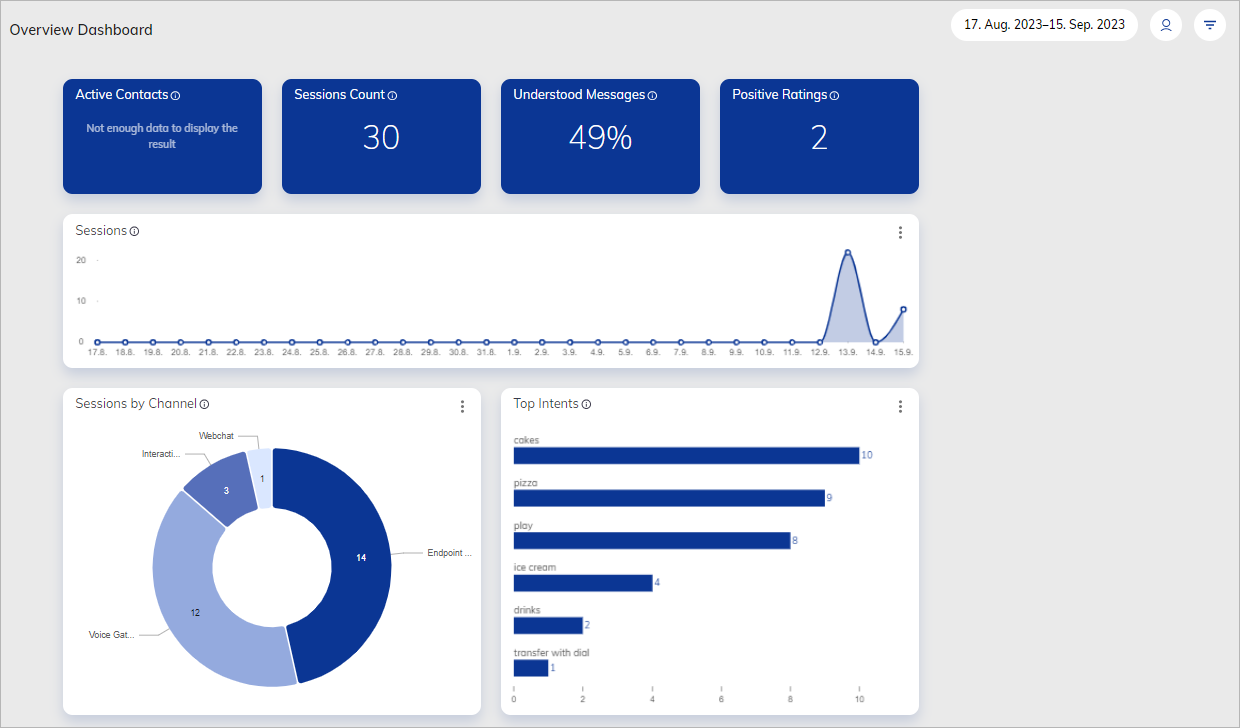 Overview Dashboard
17. Aug. 2023–15. Sep. 2023
Active Contacts
Not enough data to display the
result
Sessions Count
30
Understood Messages
49%
Positive Ratings
2
Sessions
20
10
0
17.8. 18.8. 19.8. 20.8. 21.8. 22.8. 23.8. 24.8. 25.8. 26.8. 27.8. 28.8. 29.8. 30.8. 31.8. 1.9. 2.9. 3.9. 4.9. 5.9. 6.9. 7.9. 8.9. 9.9. 10.9. 11.9. 12.9. 13.9. 14.9. 15.9.
Sessions by Channel
Webchat
Interacti...
1
3
14
Endpoint ...
12
Voice Gat...
Top Intents
cakes
10
pizza
9
play
8
ice cream
4
drinks
2
transfer with dial
1
0 2 4 6 8 10